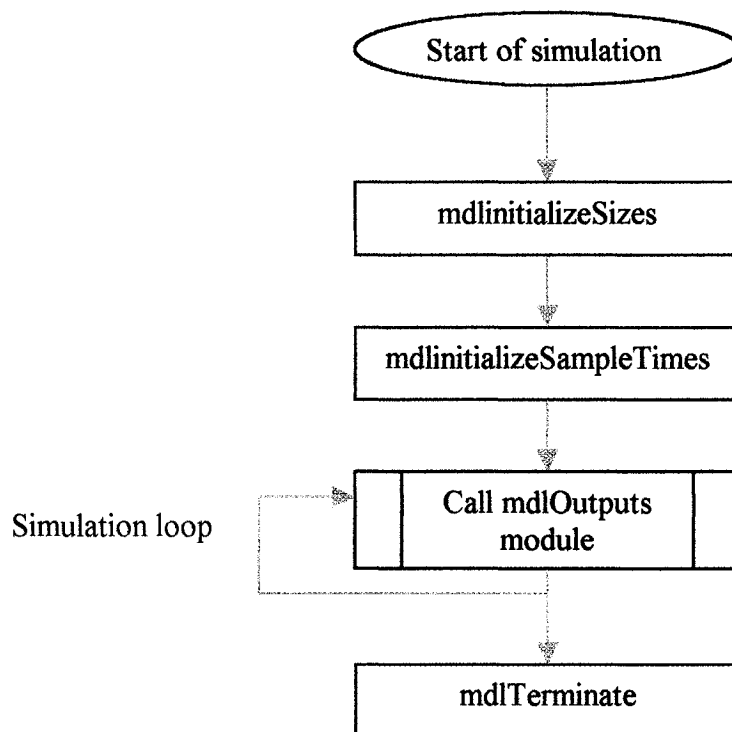 Start of simulation
mdlinitializeSizes
mdlinitializeSampleTimes
Simulation loop
Call mdlOutputs
module
mdlTerminate